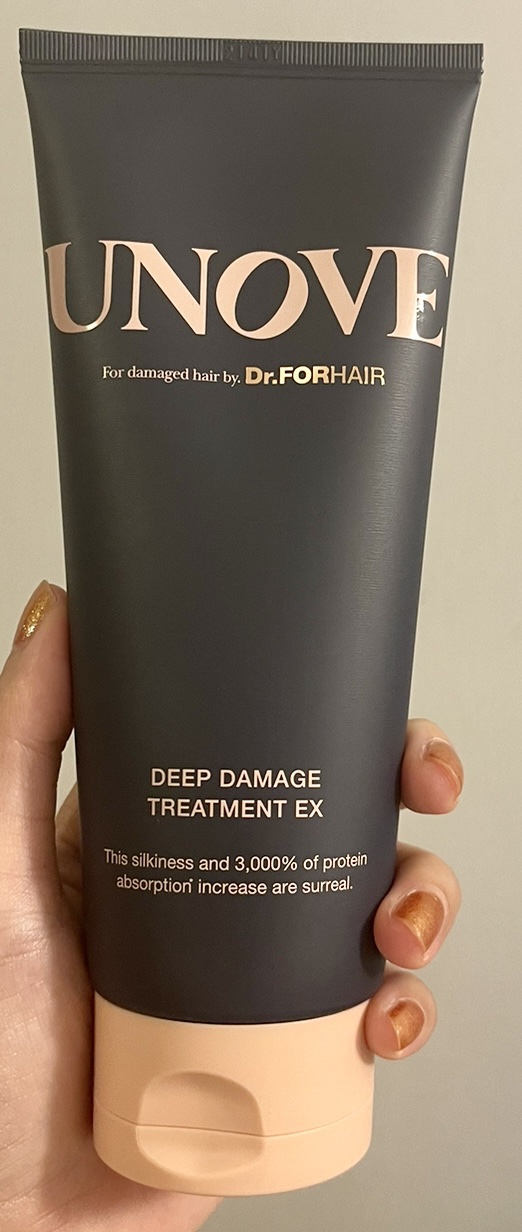 UNOVE
For damaged hair by. Dr.FORHAIR
DEEP DAMAGE
TREATMENT EX
This silkiness and 3,000% of protein
absorption* increase are surreal.